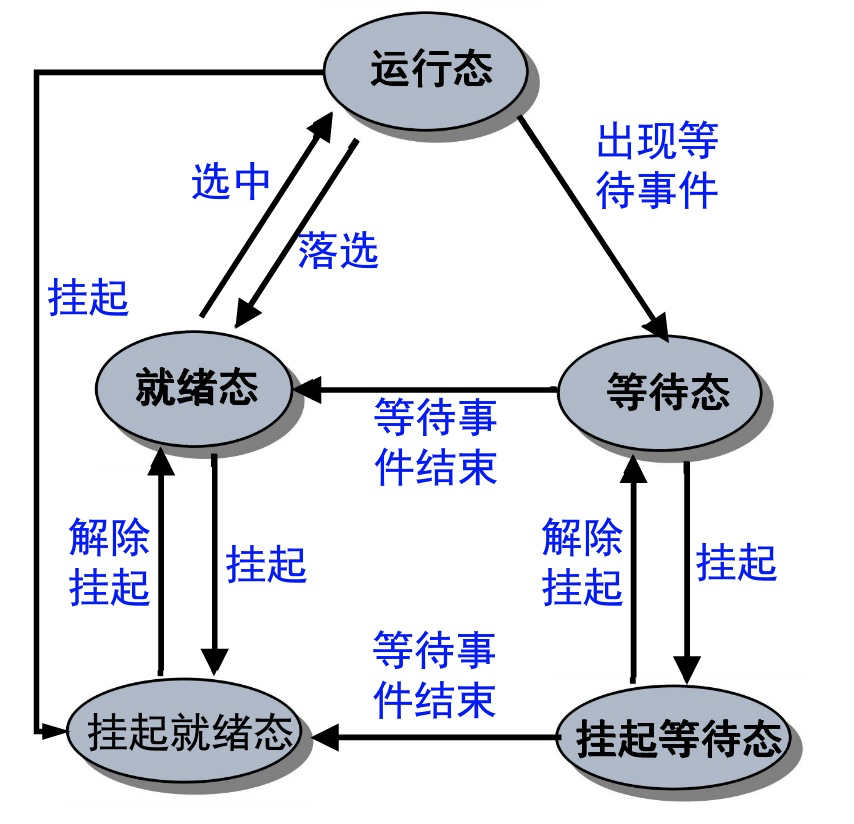 运行态
出现等
待事件
选中
落选
挂起
就绪态
等待态
等待事
件结束
解除
挂起
挂起
解除
挂起
挂起
等待事
件结束
挂起就绪态
挂起等待态